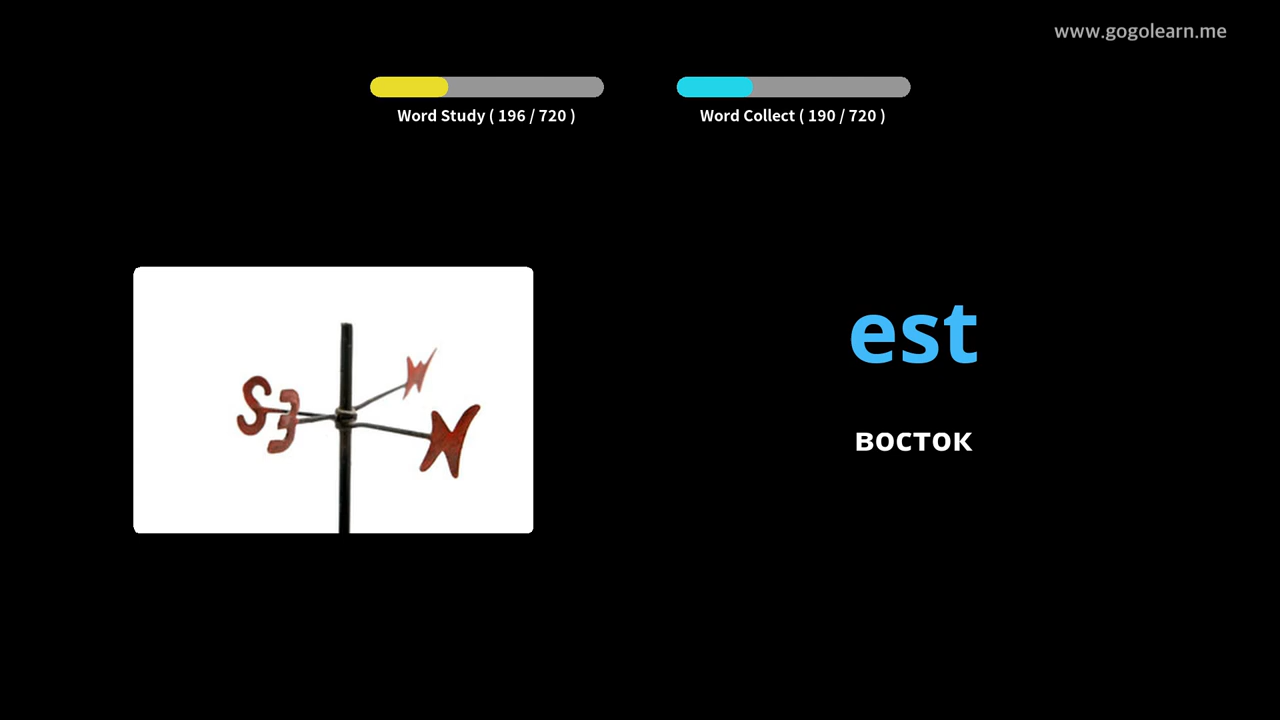 www.gogolearn.me
Word Study ( 196 / 720 )
Word Collect ( 190 / 720 )
S
E
N
est
восток